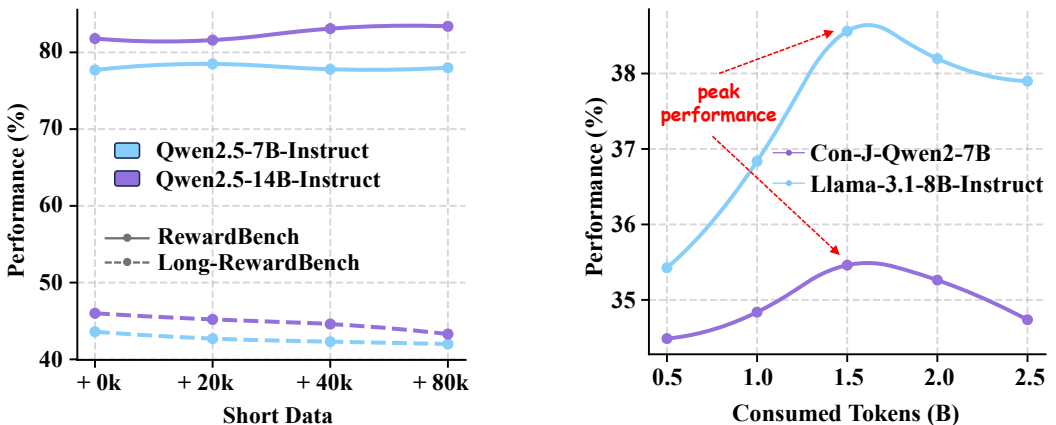 Performance (%)
80
70
60
50
40
Qwen2.5-7B-Instruct
Qwen2.5-14B-Instruct
RewardBench
Long-RewardBench
+ 0k
+ 20k
+ 40k
+ 80k
Short Data
Performance (%)
38
37
36
35
peak
performance
Con-J-Qwen2-7B
Llama-3.1-8B-Instruct
0.5
1.0
1.5
2.0
2.5
Consumed Tokens (B)